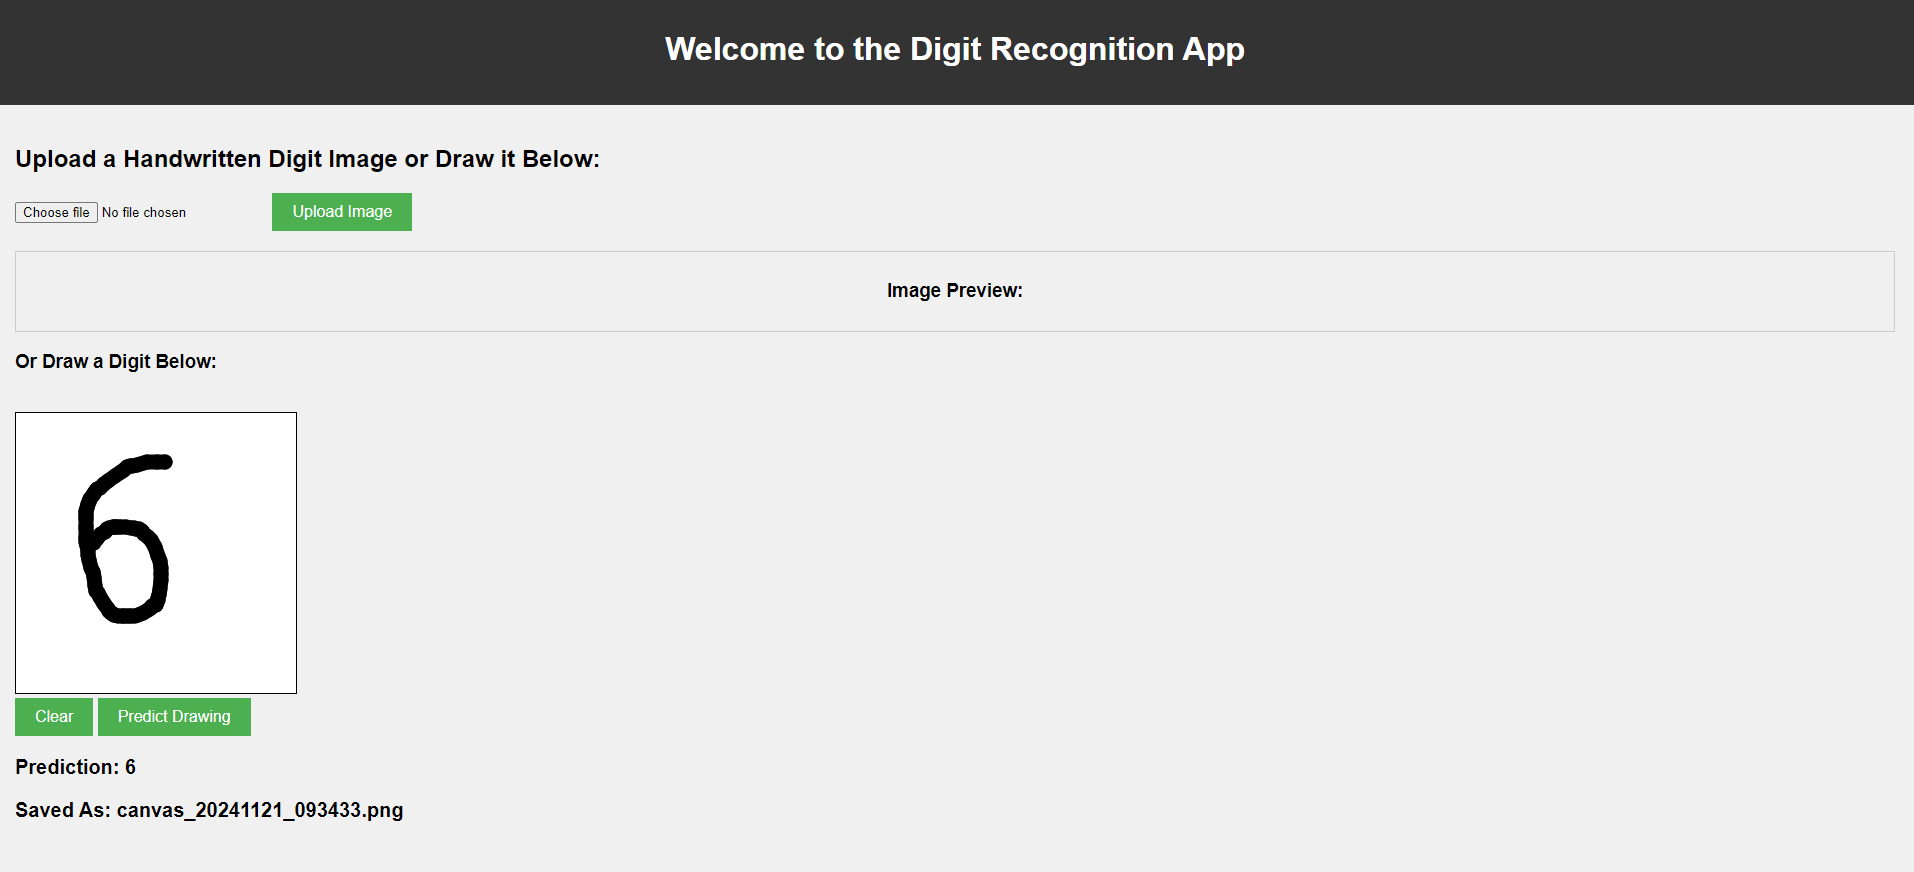 Welcome to the Digit Recognition App
Upload a Handwritten Digit Image or Draw it Below:
Choose file No file chosen Upload Image
Image Preview:
Or Draw a Digit Below:
6
Clear Predict Drawing
Prediction: 6
Saved As: canvas_20241121_093433.png